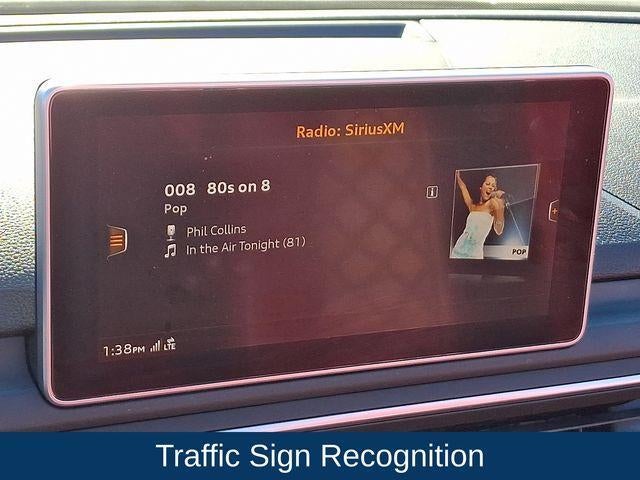 Radio: SiriusXM
008 80s on 8
Pop
Phil Collins
In the Air Tonight (81)
POP
1:38PM LTE
Traffic Sign Recognition